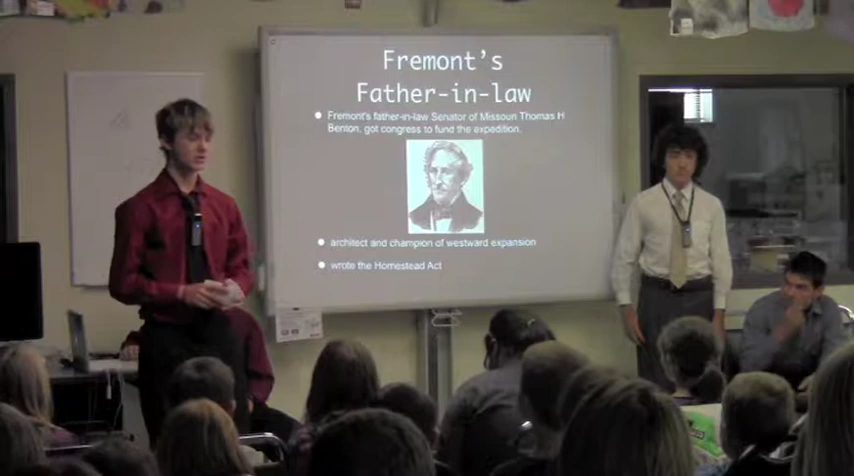 Fremont's
Father-in-law
Fremont's father-in-law Senator of Missouri Thomas H
Benton, got congress to fund the expedition.
architect and champion of westward expansion
wrote the Homestead Act